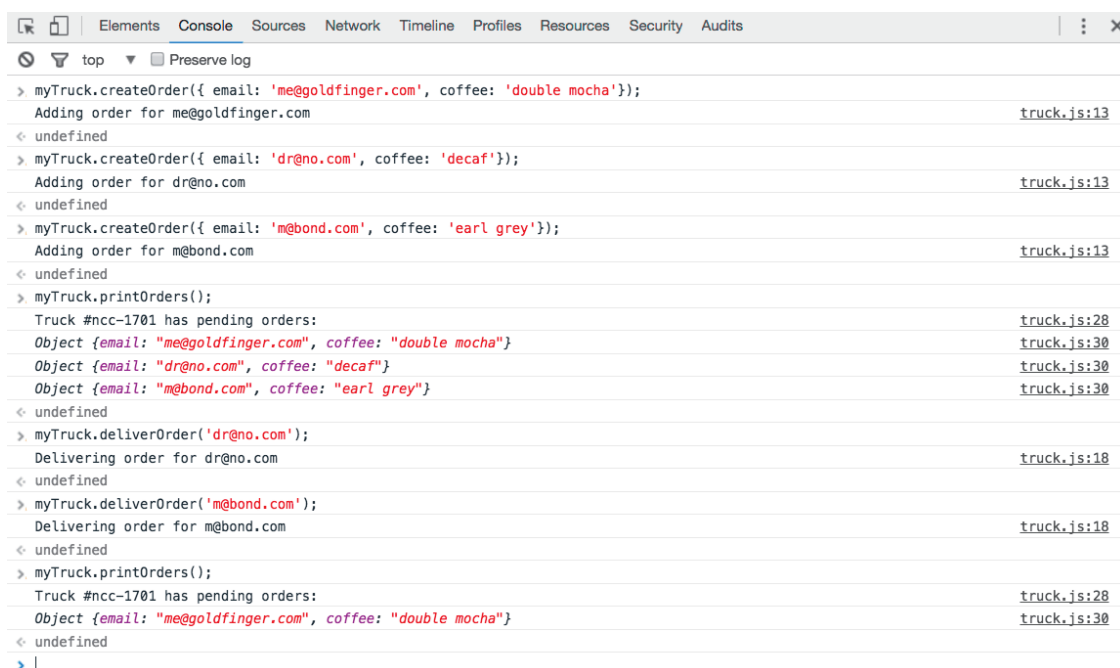 Elements Console Sources Network Timeline Profiles Resources Security Audits
top Preserve log
myTruck.createOrder({ email: 'me@goldfinger.com', coffee: 'double mocha'});
Adding order for me@goldfinger.com truck.js:13
undefined
myTruck.createOrder({ email: 'dr@no.com', coffee: 'decaf'});
Adding order for dr@no.com truck.js:13
undefined
myTruck.createOrder({ email: 'm@bond.com', coffee: 'earl grey'});
Adding order for m@bond.com truck.js:13
undefined
myTruck.printOrders();
Truck #ncc-1701 has pending orders: truck.js:28
Object {email: "me@goldfinger.com", coffee: "double mocha"} truck.js:30
Object {email: "dr@no.com", coffee: "decaf"} truck.js:30
Object {email: "m@bond.com", coffee: "earl grey"} truck.js:30
undefined
myTruck.deliverOrder('dr@no.com');
Delivering order for dr@no.com truck.js:18
undefined
myTruck.deliverOrder('m@bond.com');
Delivering order for m@bond.com truck.js:18
undefined
myTruck.printOrders();
Truck #ncc-1701 has pending orders: truck.js:28
Object {email: "me@goldfinger.com", coffee: "double mocha"} truck.js:30
undefined